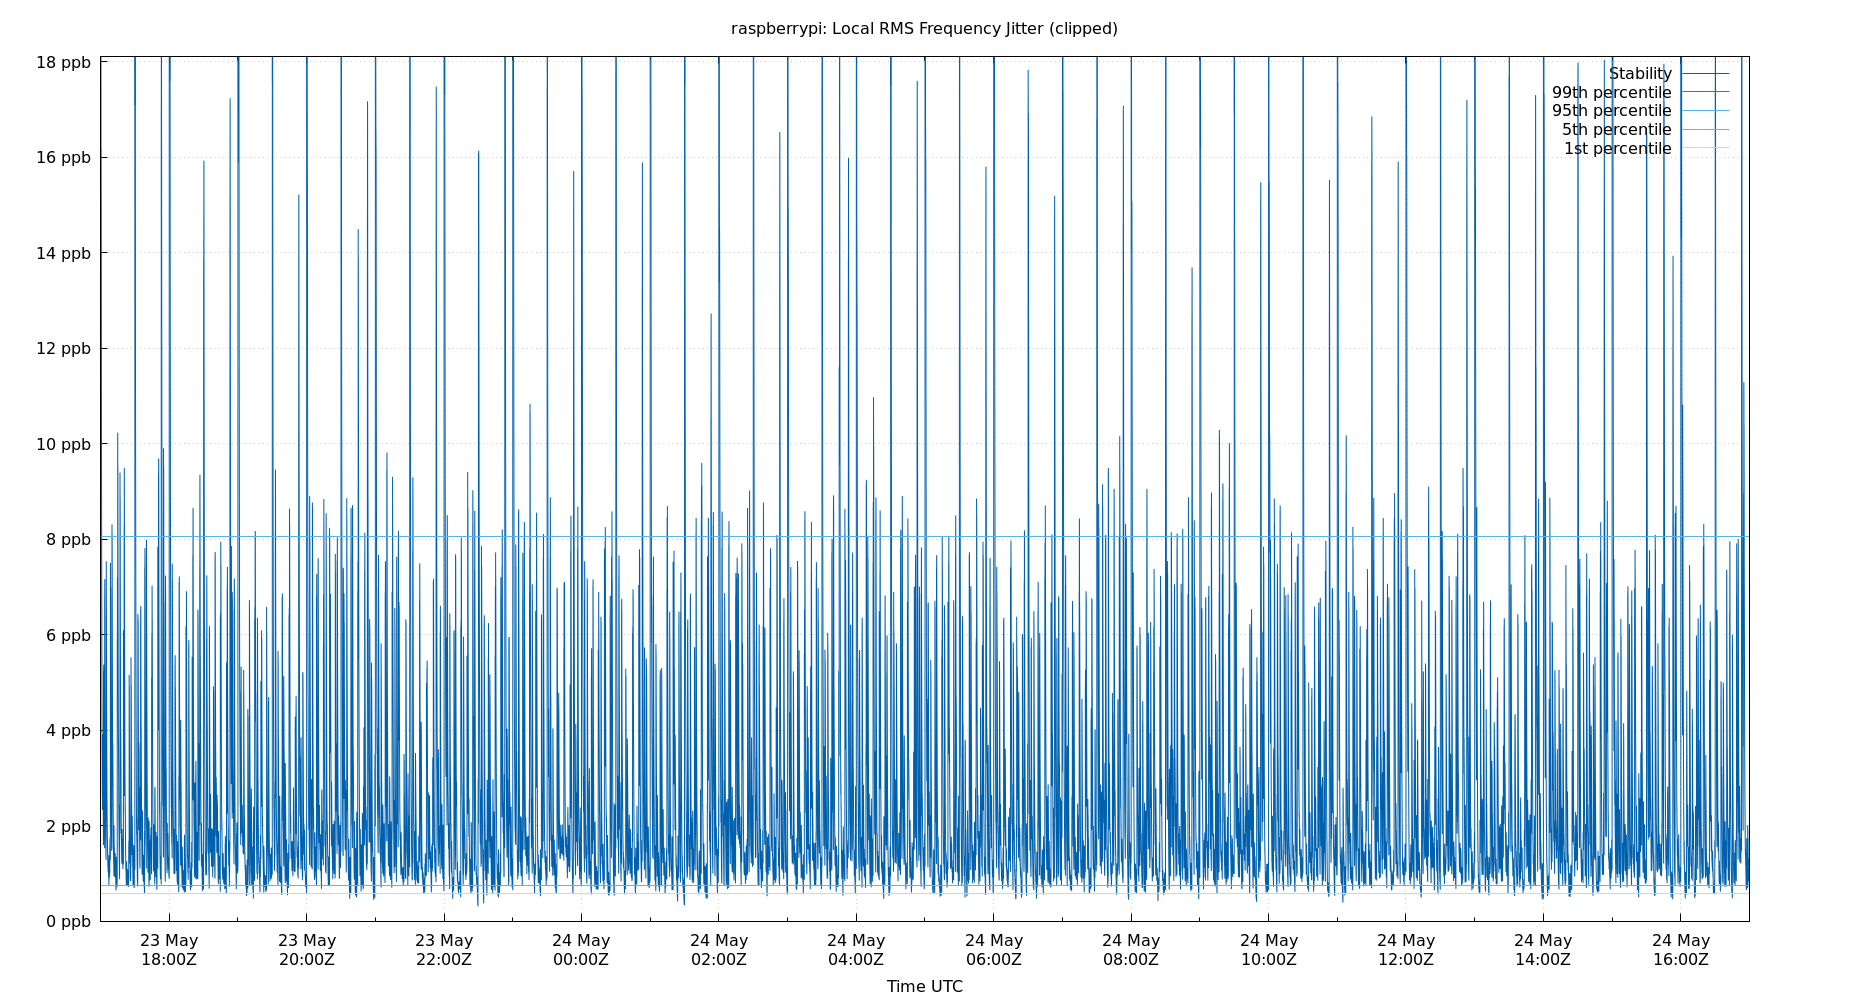 raspberrypi: Local RMS Frequency Jitter (clipped)
18 ppb
16 ppb
14 ppb
12 ppb
10 ppb
8 ppb
6 ppb
4 ppb
2 ppb
0 ppb
Stability
99th percentile
95th percentile
5th percentile
1st percentile
23 May
18:00Z
23 May
20:00Z
23 May
22:00Z
24 May
00:00Z
24 May
02:00Z
24 May
04:00Z
24 May
06:00Z
24 May
08:00Z
24 May
10:00Z
24 May
12:00Z
24 May
14:00Z
24 May
16:00Z
Time UTC